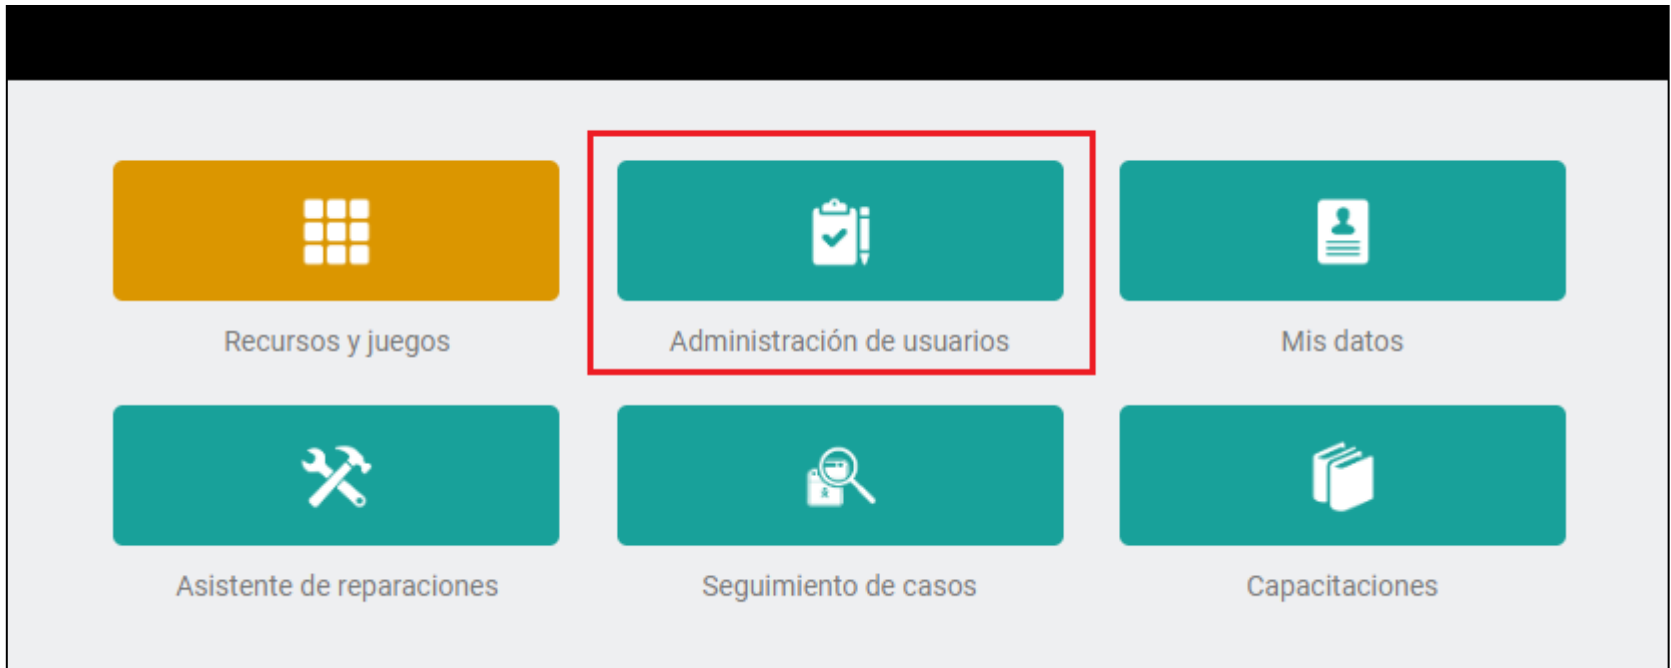 Recursos y juegos
Administración de usuarios
Mis datos
Asistente de reparaciones
Seguimiento de casos
Capacitaciones